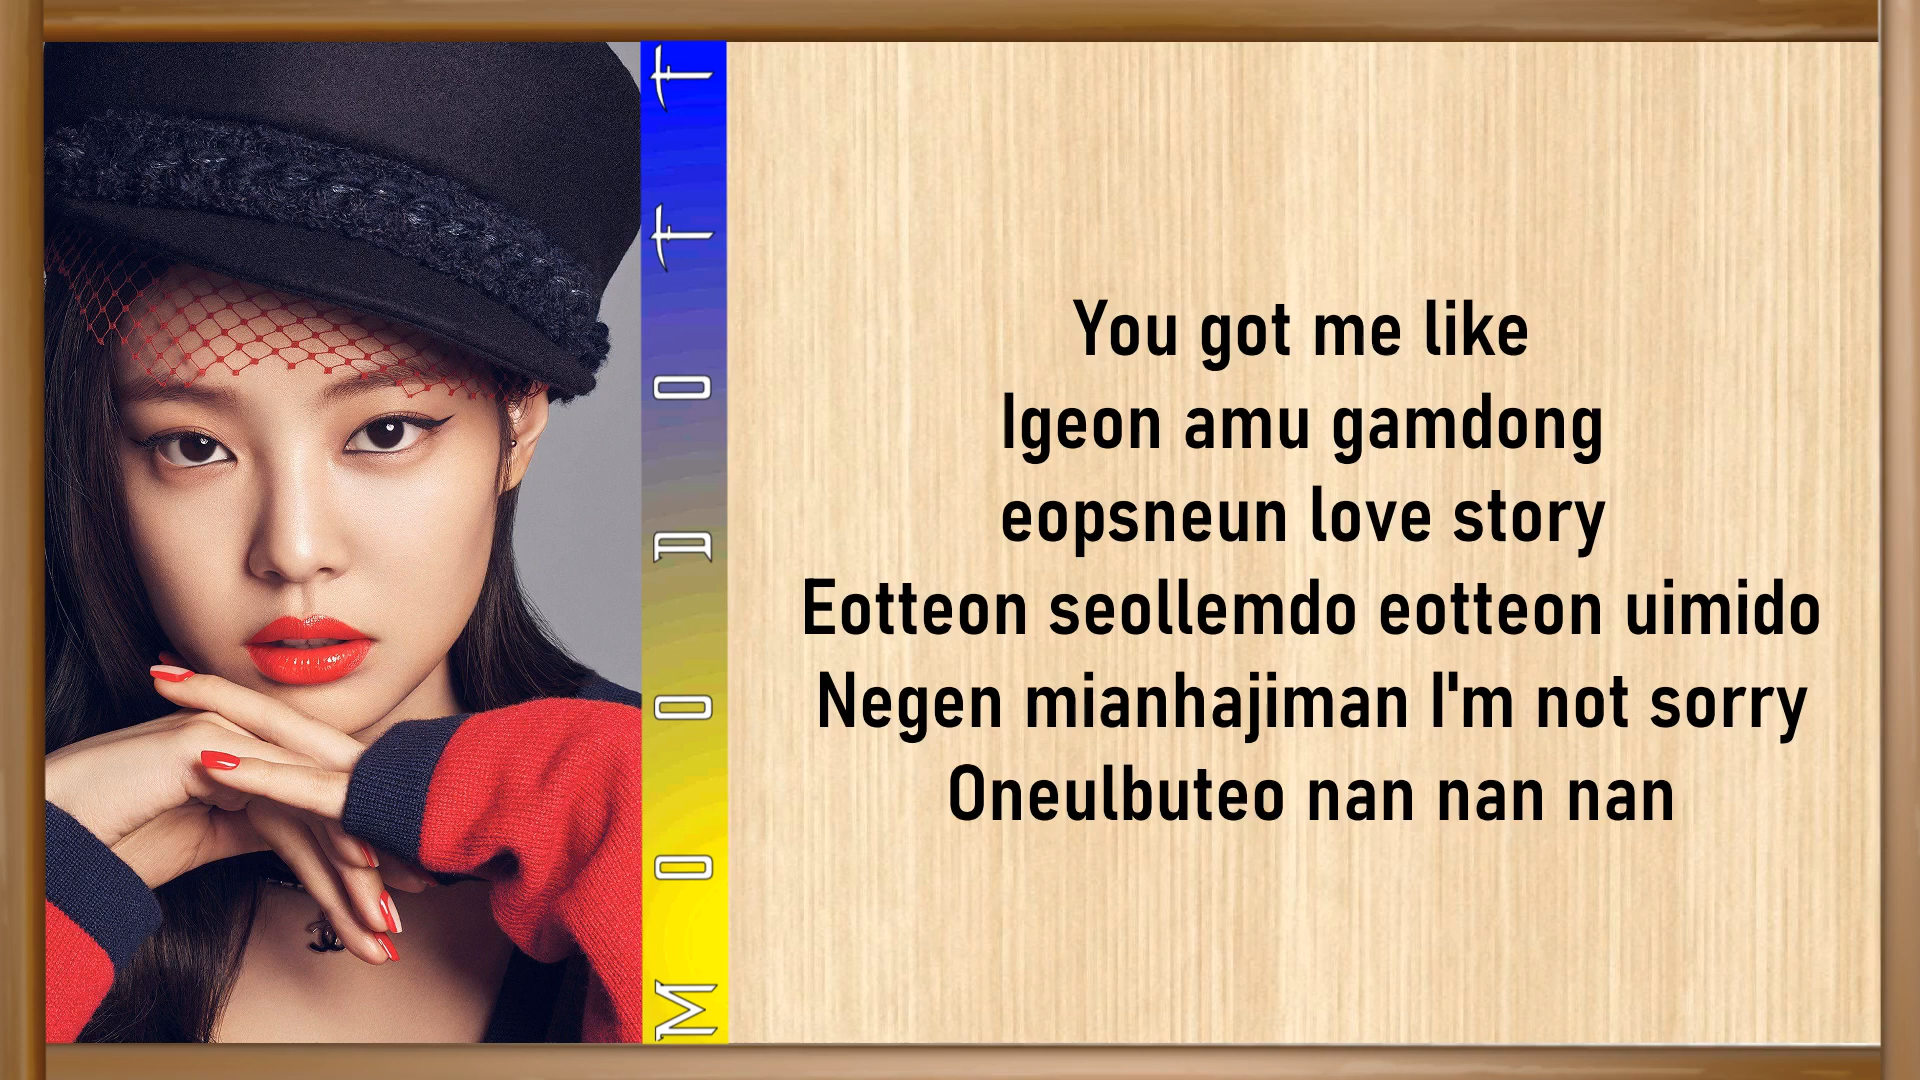 MOODOTT
You got me like
Igeon amu gamdong
eopsneun love story
Eotteon seollemdo eotteon uimido
Negen mianhajiman I'm not sorry
Oneulbuteo nan nan nan